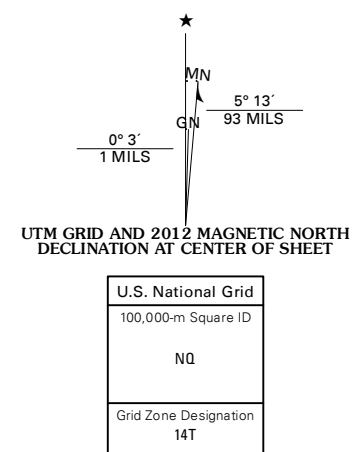 ★
MN
5° 13´
93 MILS
GN
0° 3´
1 MILS
UTM GRID AND 2012 MAGNETIC NORTH
DECLINATION AT CENTER OF SHEET
U.S. National Grid
100,000-m Square ID
NQ
Grid Zone Designation
14T